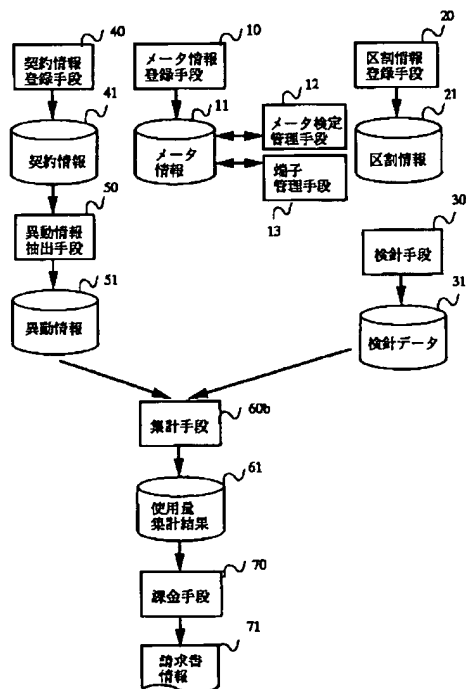 40
契約情報
登録手段
10
メータ情報
登録手段
20
区割情報
登録手段
41
契約情報
11
メータ
情報
12
メータ検定
管理手段
端子
管理手段
13
21
区割情報
50
異動情報
抽出手段
51
異動情報
30
検針手段
31
検針データ
60b
集計手段
61
使用量
集計結果
70
課金手段
71
請求書
情報